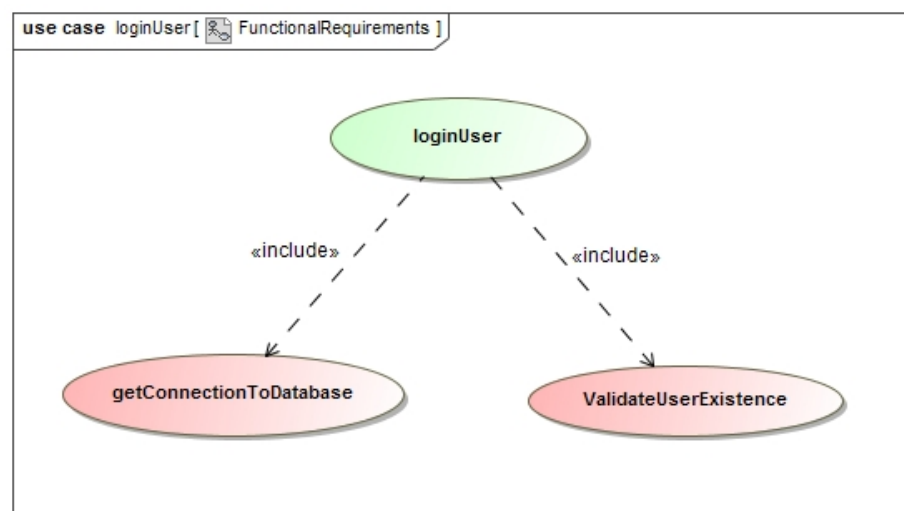 use case loginUser [ FunctionalRequirements ]
loginUser
«include»
«include»
getConnectionToDatabase
ValidateUserExistence